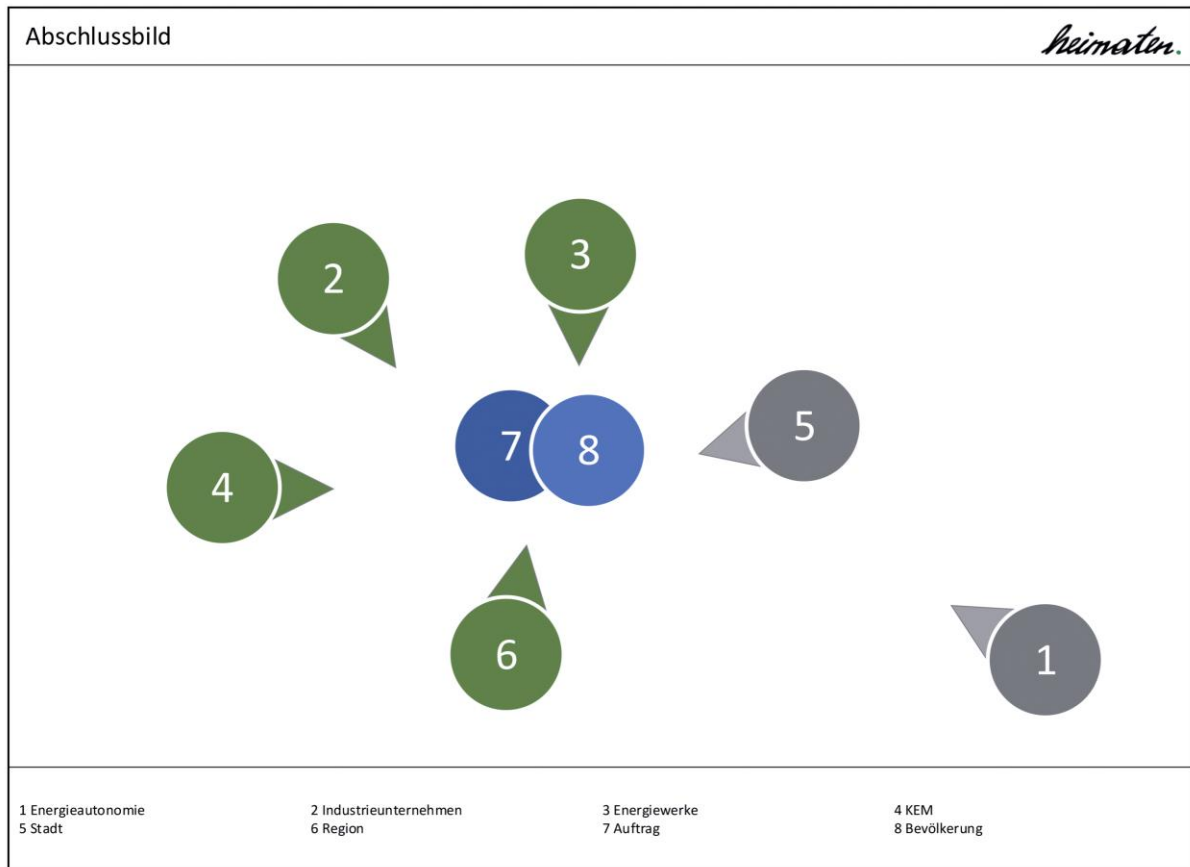 Abschlussbild
heimaten.
2
3
5
7
8
4
6
1
1 Energieautonomie 2 Industrieunternehmen 3 Energiewerke 4 KEM
5 Stadt 6 Region 7 Auftrag 8 Bevölkerung